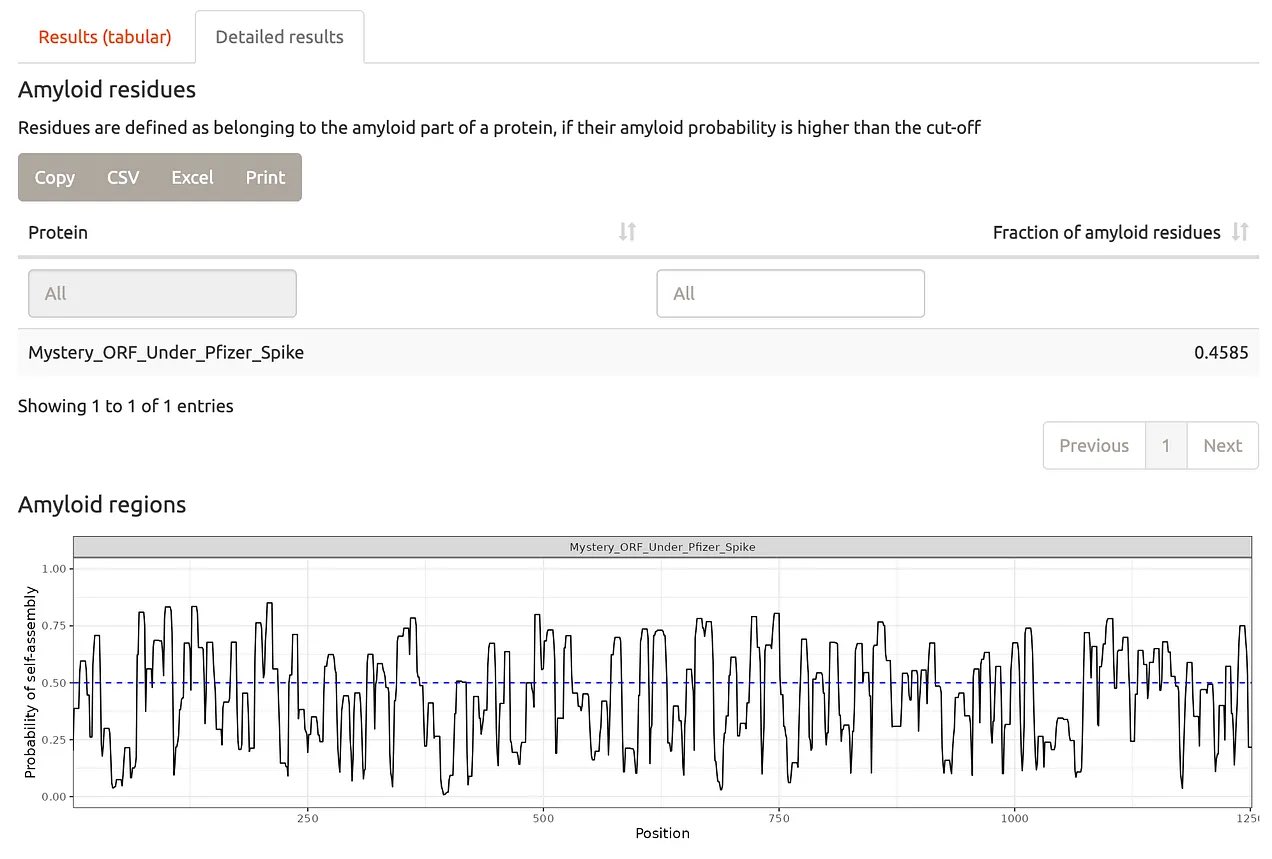 Results (tabular)
Detailed results
Amyloid residues
Residues are defined as belonging to the amyloid part of a protein, if their amyloid probability is higher than the cut-off
Copy CSV Excel Print
Protein Fraction of amyloid residues
All All
Mystery_ORF_Under_Pfizer_Spike 0.4585
Showing 1 to 1 of 1 entries
Previous 1 Next
Amyloid regions
Mystery_ORF_Under_Pfizer_Spike
Probability of self-assembly
1.00
0.75
0.50
0.25
0.00
250 500 750 1000
Position